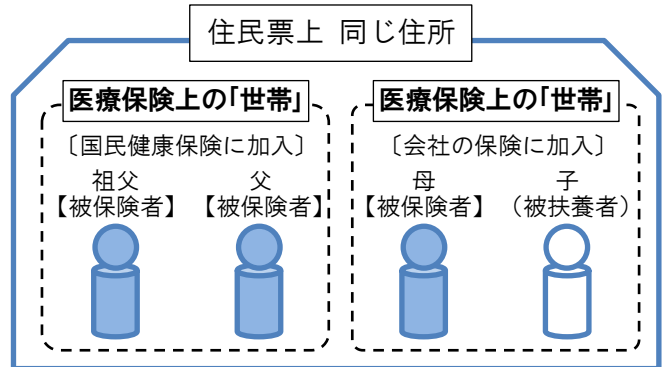 住民票上 同じ住所
医療保険上の「世帯」
〔国民健康保険に加入〕
祖父
【被保険者】
父
【被保険者】
医療保険上の「世帯」
〔会社の保険に加入〕
母
【被保険者】
子
（被扶養者）